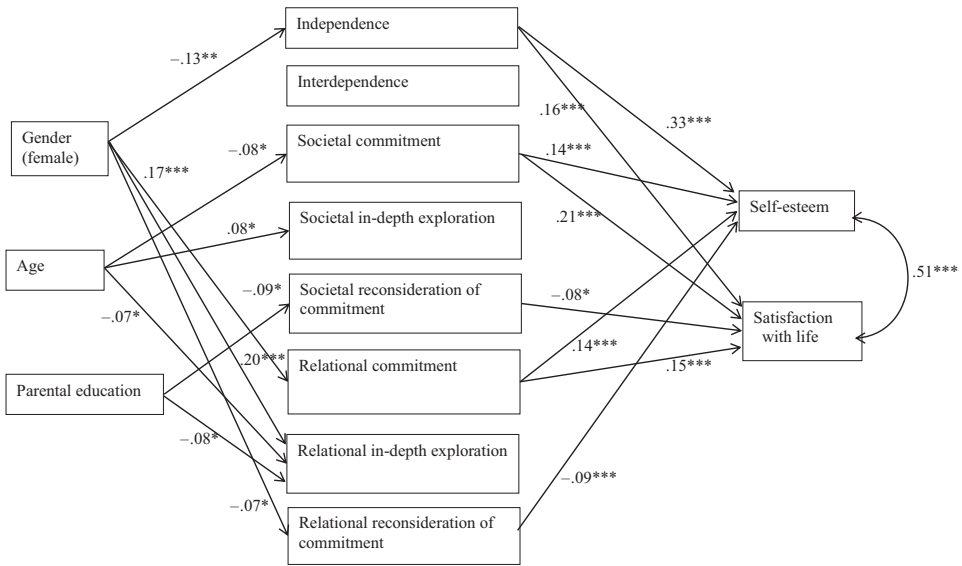 Independence
−.13**
Interdependence
.16***
.33***
Gender
(female)
Societal commitment
−.08*
.14***
.17***
Self-esteem
Societal in-depth exploration
.08*
.21***
Age
.51***
Societal reconsideration of
commitment
−.09*
−.08*
Satisfaction
with life
−.07*
.20***
.14***
Relational commitment
.15***
Parental education
−.08*
Relational in-depth exploration
−.09***
−.07*
Relational reconsideration of
commitment